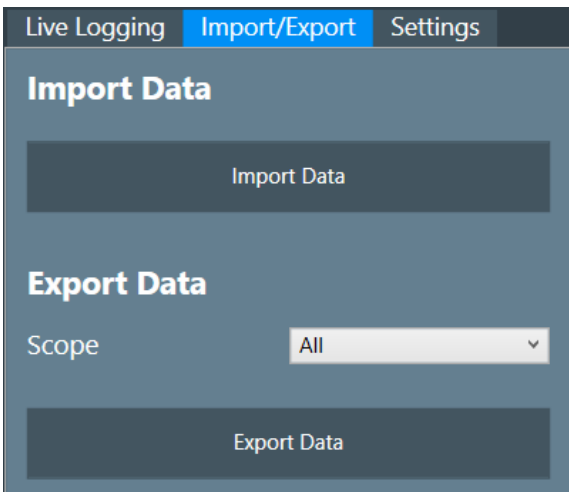 Live Logging Import/Export Settings
Import Data
Import Data
Export Data
Scope All
Export Data